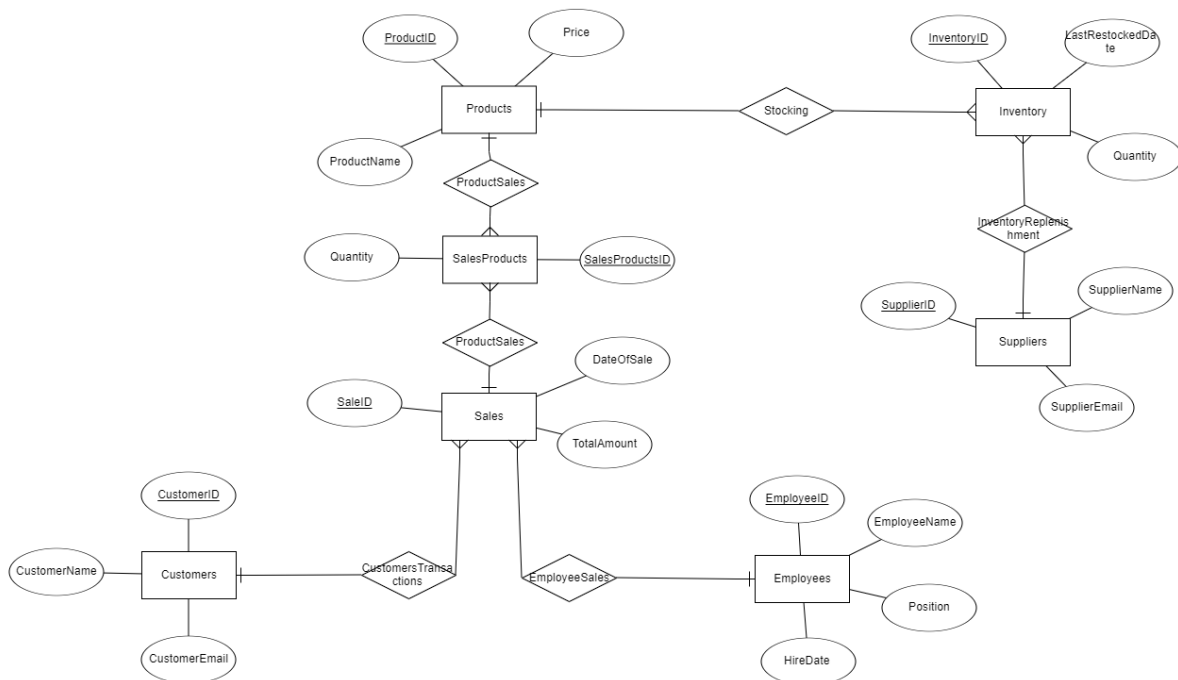 ProductID
Price
InventoryID
LastRestockedDa
te
Products
Stocking
Inventory
ProductName
Quantity
ProductSales
InventoryReplenis
hment
Quantity
SalesProducts
SalesProductsID
SupplierID
SupplierName
ProductSales
Suppliers
DateOfSale
SaleID
Sales
SupplierEmail
TotalAmount
CustomerID
EmployeeID
EmployeeName
CustomerName
Customers
CustomersTransa
ctions
EmployeeSales
Employees
Position
CustomerEmail
HireDate